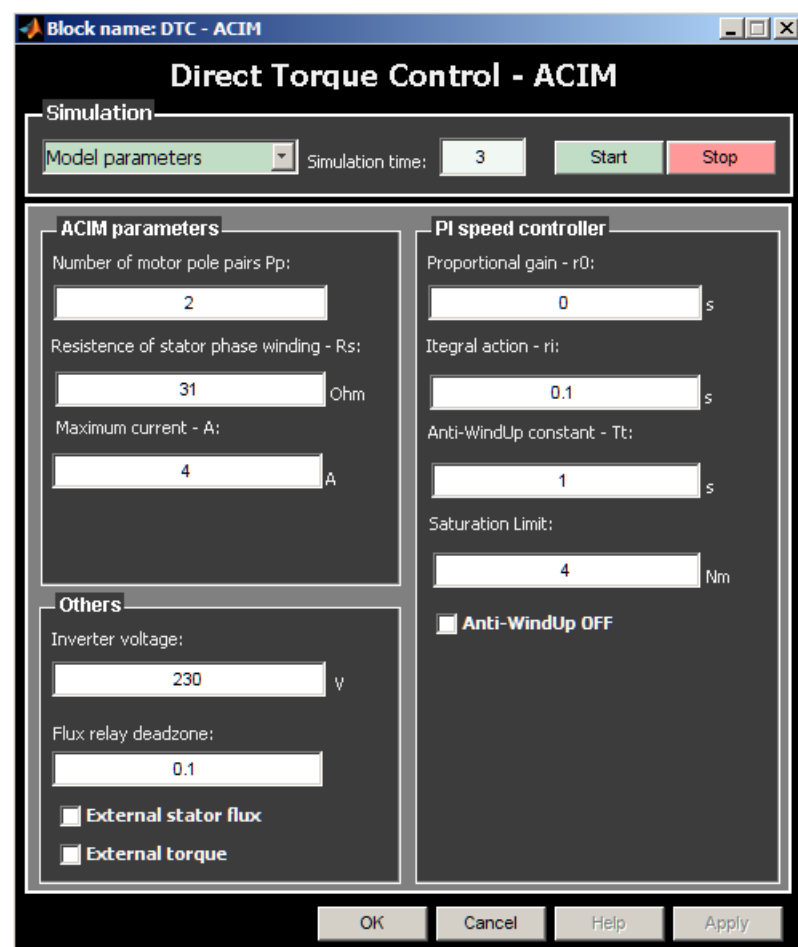 Block name: DTC - ACIM
Direct Torque Control - ACIM
Simulation
Model parameters
Simulation time:
3
Start
Stop
ACIM parameters
Number of motor pole pairs Pp:
2
Resistence of stator phase winding - Rs:
31
Ohm
Maximum current - A:
4
A
Others
Inverter voltage:
230
V
Flux relay deadzone:
0.1
External stator flux
External torque
PI speed controller
Proportional gain - r0:
0
s
Itegral action - ri:
0.1
s
Anti-WindUp constant - Tt:
1
s
Saturation Limit:
4
Nm
Anti-WindUp OFF
OK
Cancel
Help
Apply